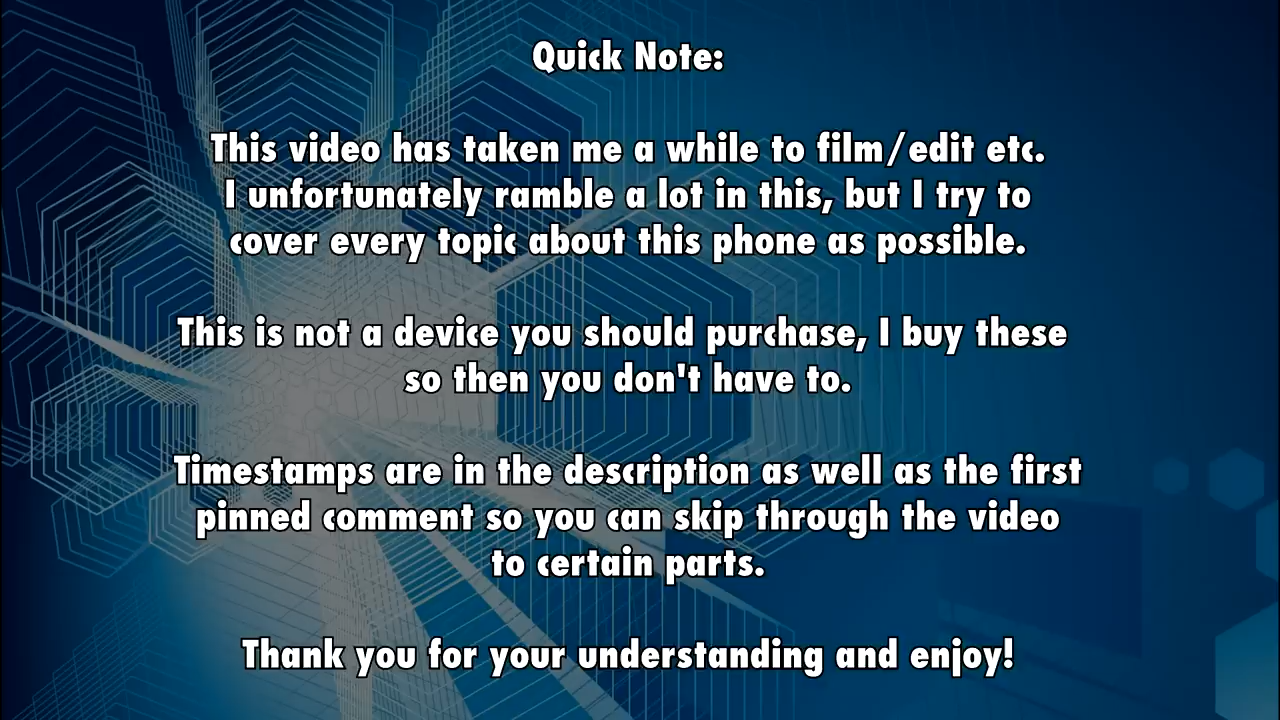 Quick Note:
This video has taken me a while to film/edit etc.
I unfortunately ramble a lot in this, but I try to
cover every topic about this phone as possible.
This is not a device you should purchase, I buy these
so then you don't have to.
Timestamps are in the description as well as the first
pinned comment so you can skip through the video
to certain parts.
Thank you for your understanding and enjoy!